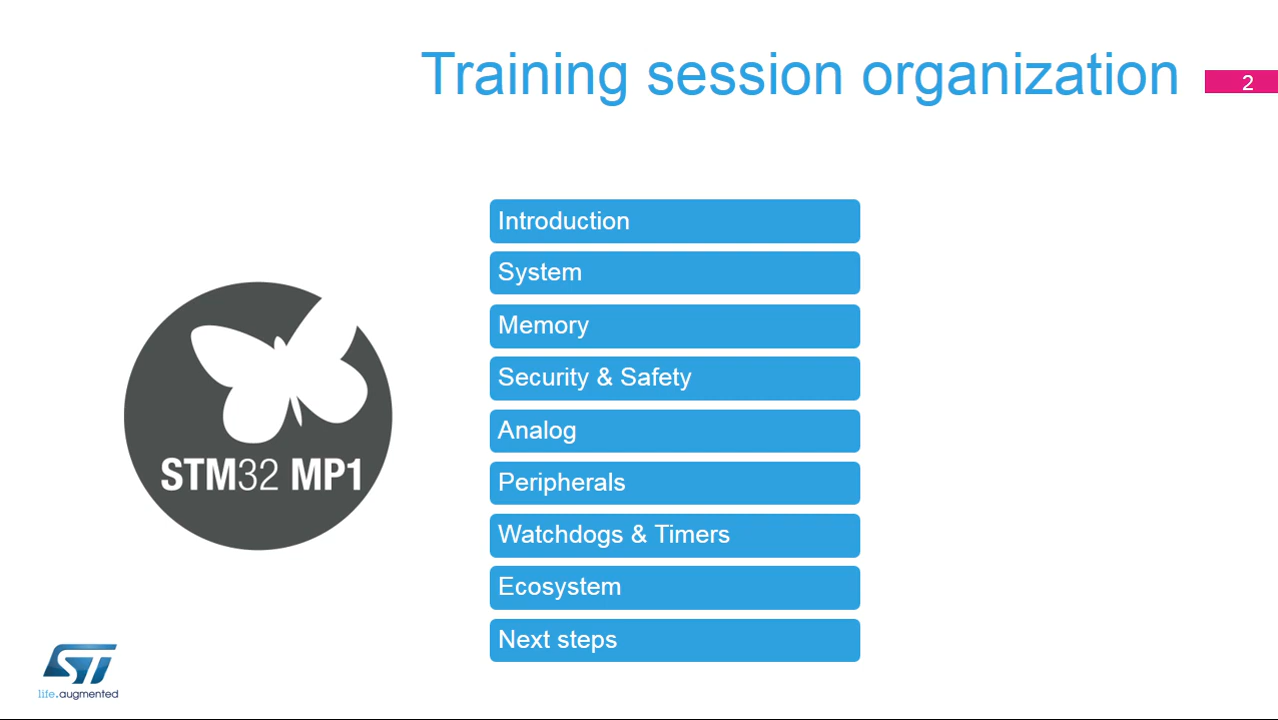 Training session organization
2
Introduction
System
Memory
Security & Safety
Analog
Peripherals
Watchdogs & Timers
Ecosystem
Next steps
STM32 MP1
ST
life.augmented